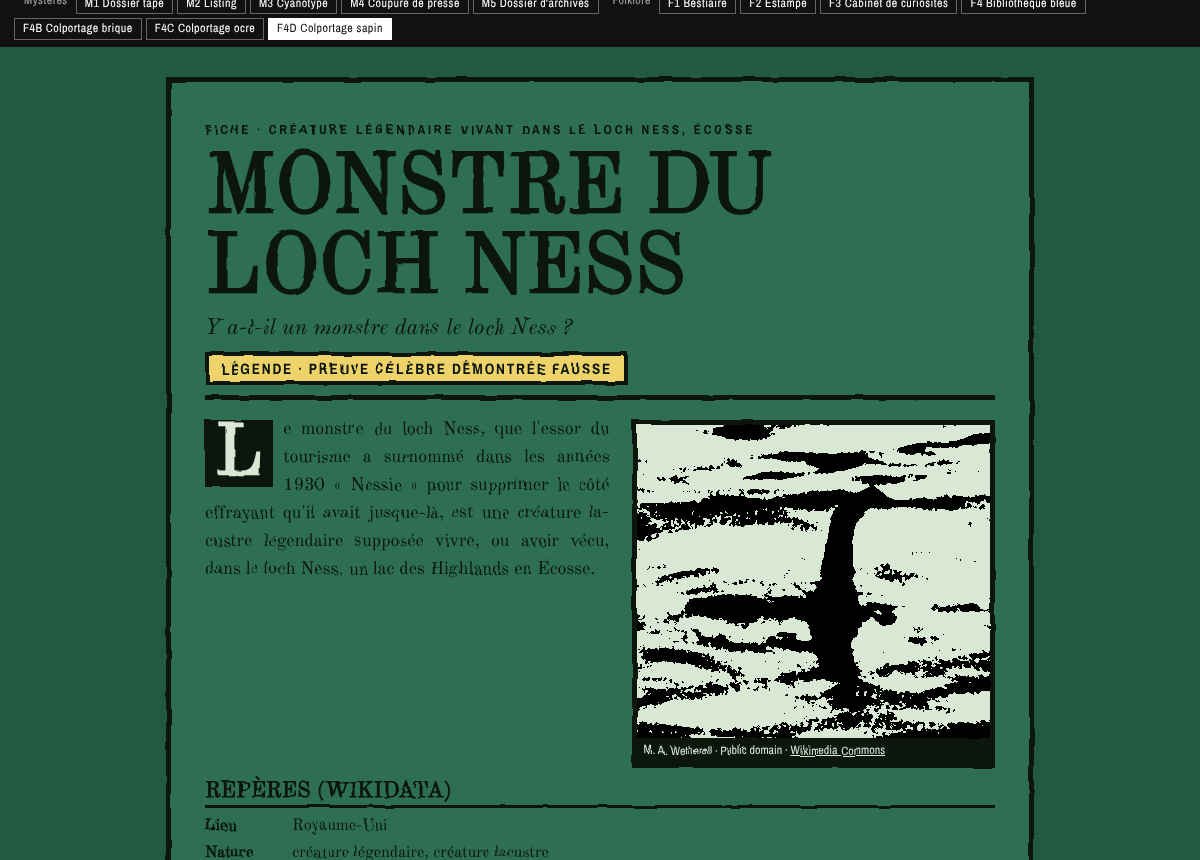 Mystères M1 Dossier tapé M2 Listing M3 Cyanotype M4 Coupure de presse M5 Dossier d'archives Folklore F1 Bestiaire F2 Estampe F3 Cabinet de curiosités F4 Bibliothèque bleue
F4B Colportage brique F4C Colportage ocre F4D Colportage sapin
FICHE · CRÉATURE LÉGENDAIRE VIVANT DANS LE LOCH NESS, ÉCOSSE
MONSTRE DU
LOCH NESS
Y a-t-il un monstre dans le loch Ness ?
LÉGENDE · PREUVE CÉLÈBRE DÉMONTRÉE FAUSSE
Le monstre du loch Ness, que l'essor du
tourisme a surnommé dans les années
1930 « Nessie » pour supprimer le côté
effrayant qu'il avait jusque-là, est une créature la-
custre légendaire supposée vivre, ou avoir vécu,
dans le loch Ness, un lac des Highlands en Écosse.
M. A. Wetherell · Public domain · Wikimedia Commons
REPÈRES (WIKIDATA)
Lieu Royaume-Uni
Nature créature légendaire, créature lacustre